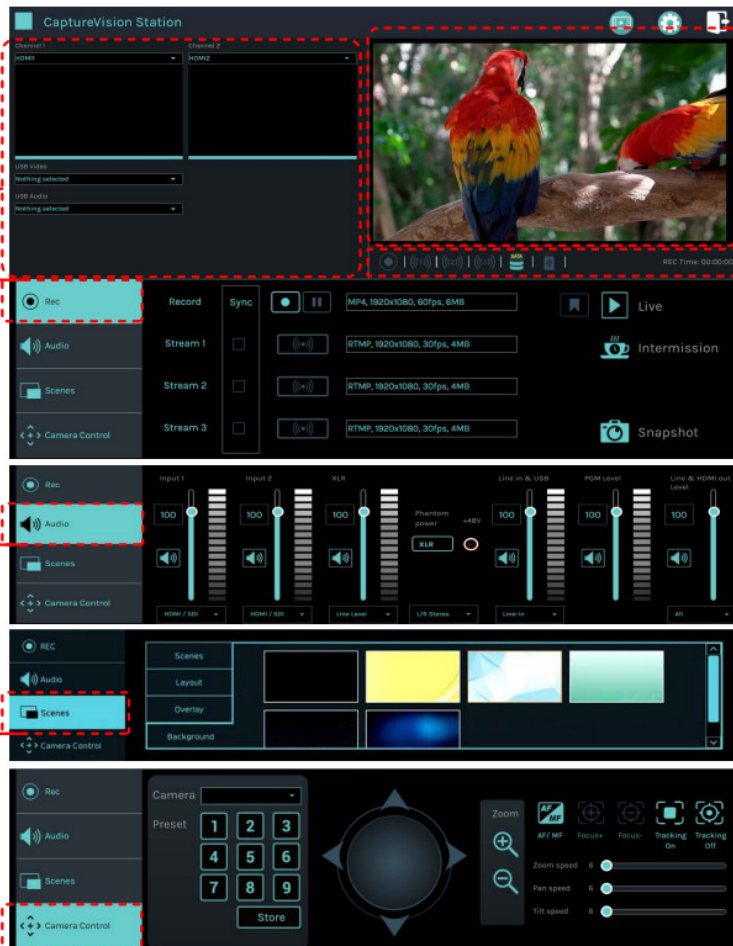 CaptureVision Station
Channel 1 Channel 2
HDMI1 HDMI2
USB Video
Nothing selected
USB Audio
Nothing selected
REC Time: 00:00:00
Rec Record Sync MP4, 1920x1080, 60fps, 6MB Live
Audio Stream 1 RTMP, 1920x1080, 30fps, 4MB Intermission
Scenes Stream 2 RTMP, 1920x1080, 30fps, 4MB
Camera Control Stream 3 RTMP, 1920x1080, 30fps, 4MB Snapshot
Rec Input 1 Input 2 XLR Line in & USB PGM Level Line & HDMI out Level
Audio 100 100 100 Phantom power +48V 100 100 100
XLR
Scenes
Camera Control HDMI / SDI HDMI / SDI Line Level L/R Stereo Line-in All
REC Scenes
Audio Layout
Scenes Overlay
Camera Control Background
Rec Camera
Preset 1 2 3 Zoom AF MF
Audio AF/ MF Focus+ Focus- Tracking On Tracking Off
4 5 6
Zoom speed 6
Scenes 7 8 9 Pan speed 6
Tilt speed 6
Camera Control Store